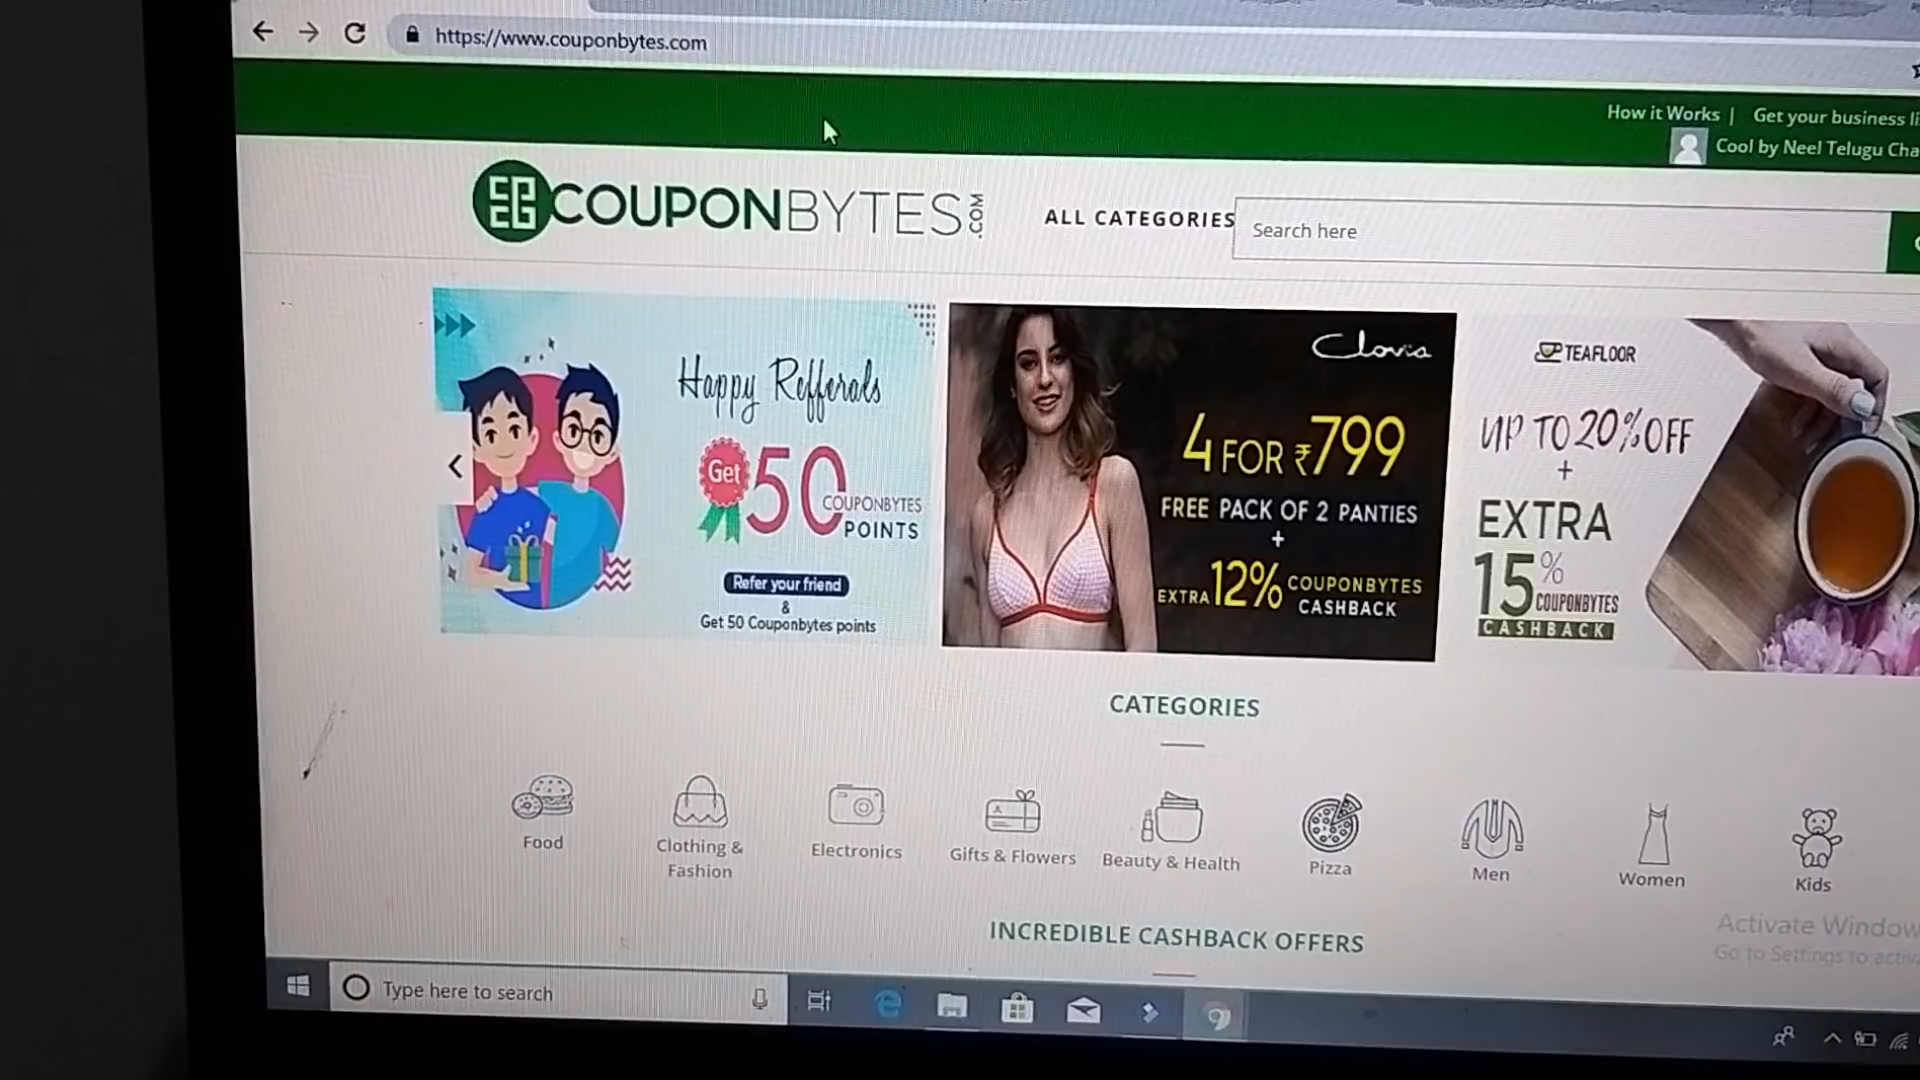 https://www.couponbytes.com
How it Works | Get your business
Cool by Neel Telugu
COUPONBYTES.COM
ALL CATEGORIES
Search here
Happy Refferals
Get 50 COUPONBYTES POINTS
Refer your friend
&
Get 50 Couponbytes points
Clovia
4 FOR ₹799
FREE PACK OF 2 PANTIES
+
EXTRA 12% COUPONBYTES CASHBACK
TEAFLOOR
UP TO 20% OFF
+
EXTRA
15% COUPONBYTES
CASHBACK
CATEGORIES
Food
Clothing & Fashion
Electronics
Gifts & Flowers
Beauty & Health
Pizza
Men
Women
Kids
INCREDIBLE CASHBACK OFFERS
Activate Window
Go to Settings to
Type here to search